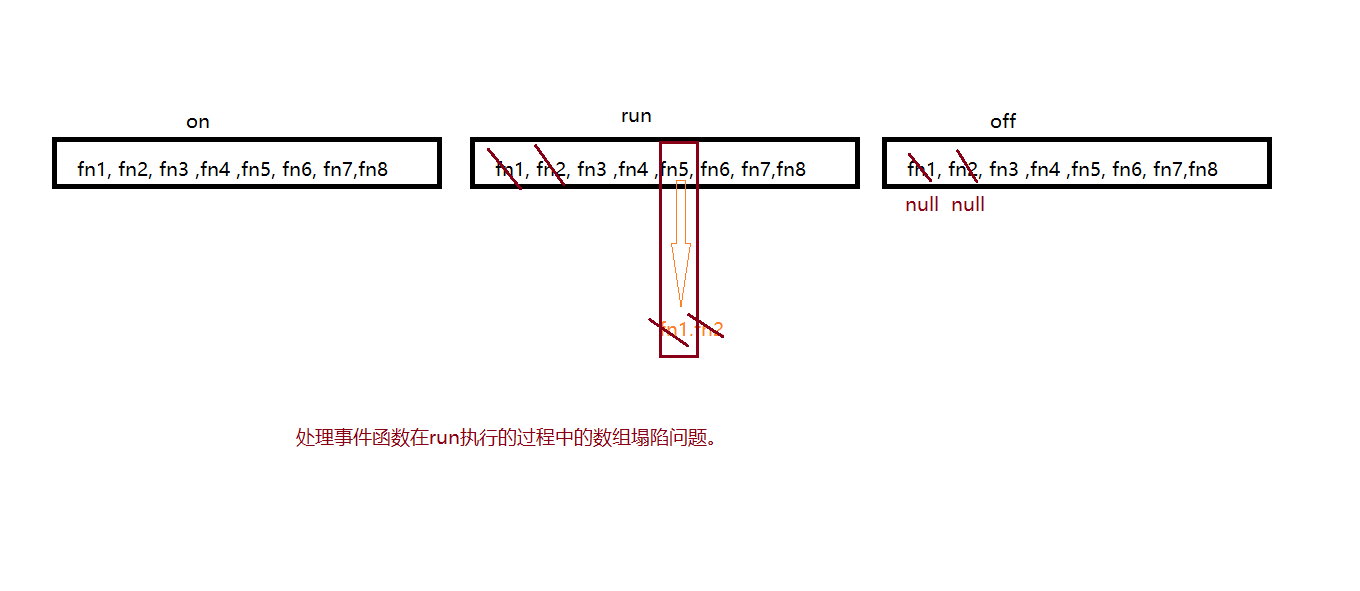 on
run
off
fn1, fn2, fn3 ,fn4 ,fn5, fn6, fn7,fn8
fn1, fn2, fn3 ,fn4 ,fn5, fn6, fn7,fn8
fn1, fn2, fn3 ,fn4 ,fn5, fn6, fn7,fn8
null null
fn1.fn2
处理事件函数在run执行的过程中的数组塌陷问题。